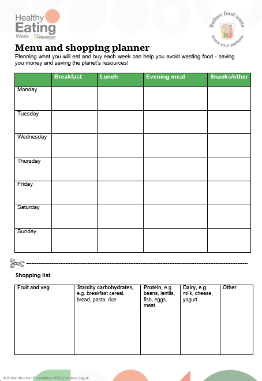 Healthy
Eating
Week
Reduce food waste
Menu and shopping planner
Planning what you will eat and buy each week can help you avoid wasting food - saving
you money and saving the planet's resources!
Breakfast Lunch Evening meal Snacks/other
Monday
Tuesday
Wednesday
Thursday
Friday
Saturday
Sunday
Shopping list
Fruit and veg Starchy carbohydrates, Protein, e.g. Dairy, e.g. Other
e.g. breakfast cereal, beans, lentils, milk, cheese,
bread, pasta, rice fish, eggs, yogurt
meat